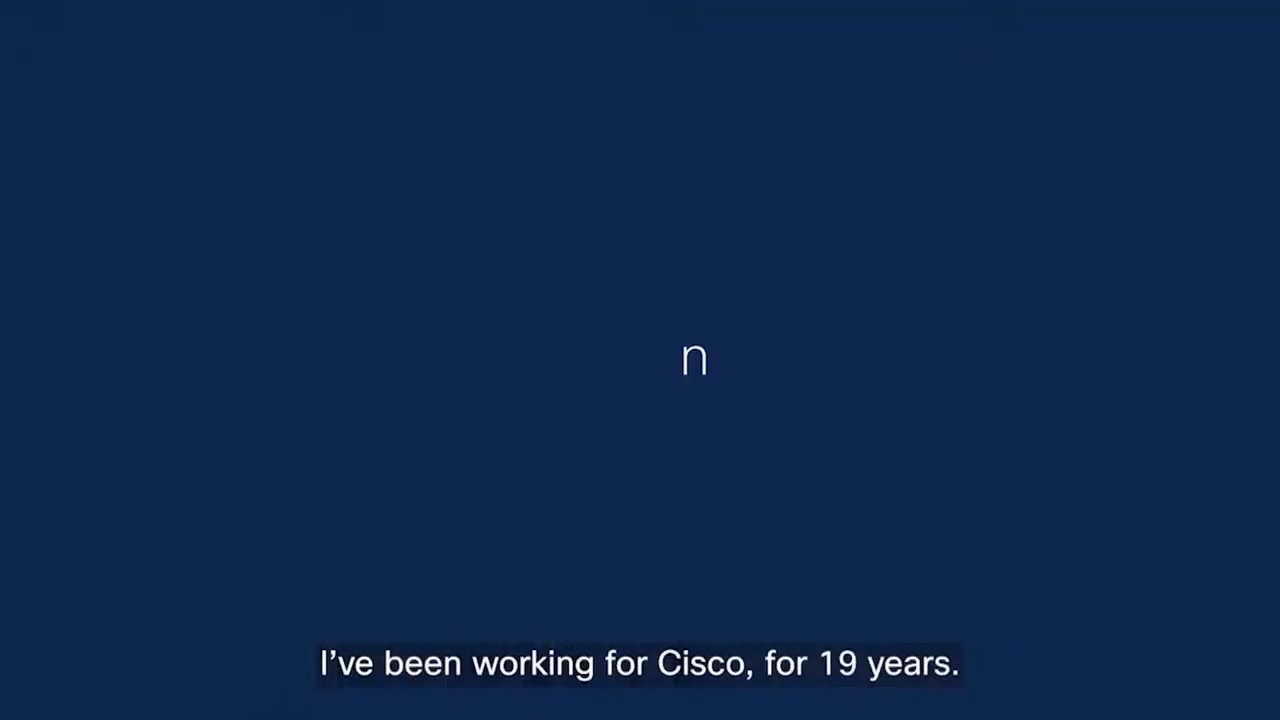 n
I’ve been working for Cisco, for 19 years.